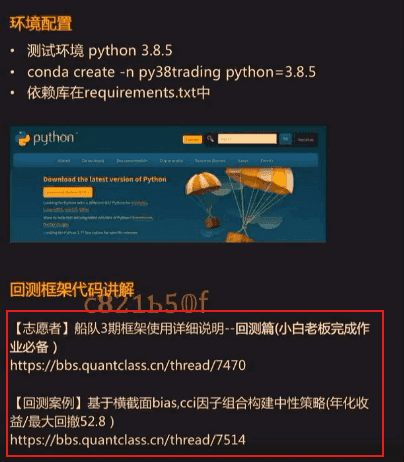 环境配置
• 测试环境 python 3.8.5
• conda create -n py38trading python=3.8.5
• 依赖库在requirements.txt中
python
Download the latest version of Python
回测框架代码讲解
c821b50f
【志愿者】船队3期框架使用详细说明--回测篇(小白老板完成作
业必备）
https://bbs.quantclass.cn/thread/7470
【回测案例】基于横截面bias,cci因子组合构建中性策略(年化收
益/最大回撤52.8）
https://bbs.quantclass.cn/thread/7514